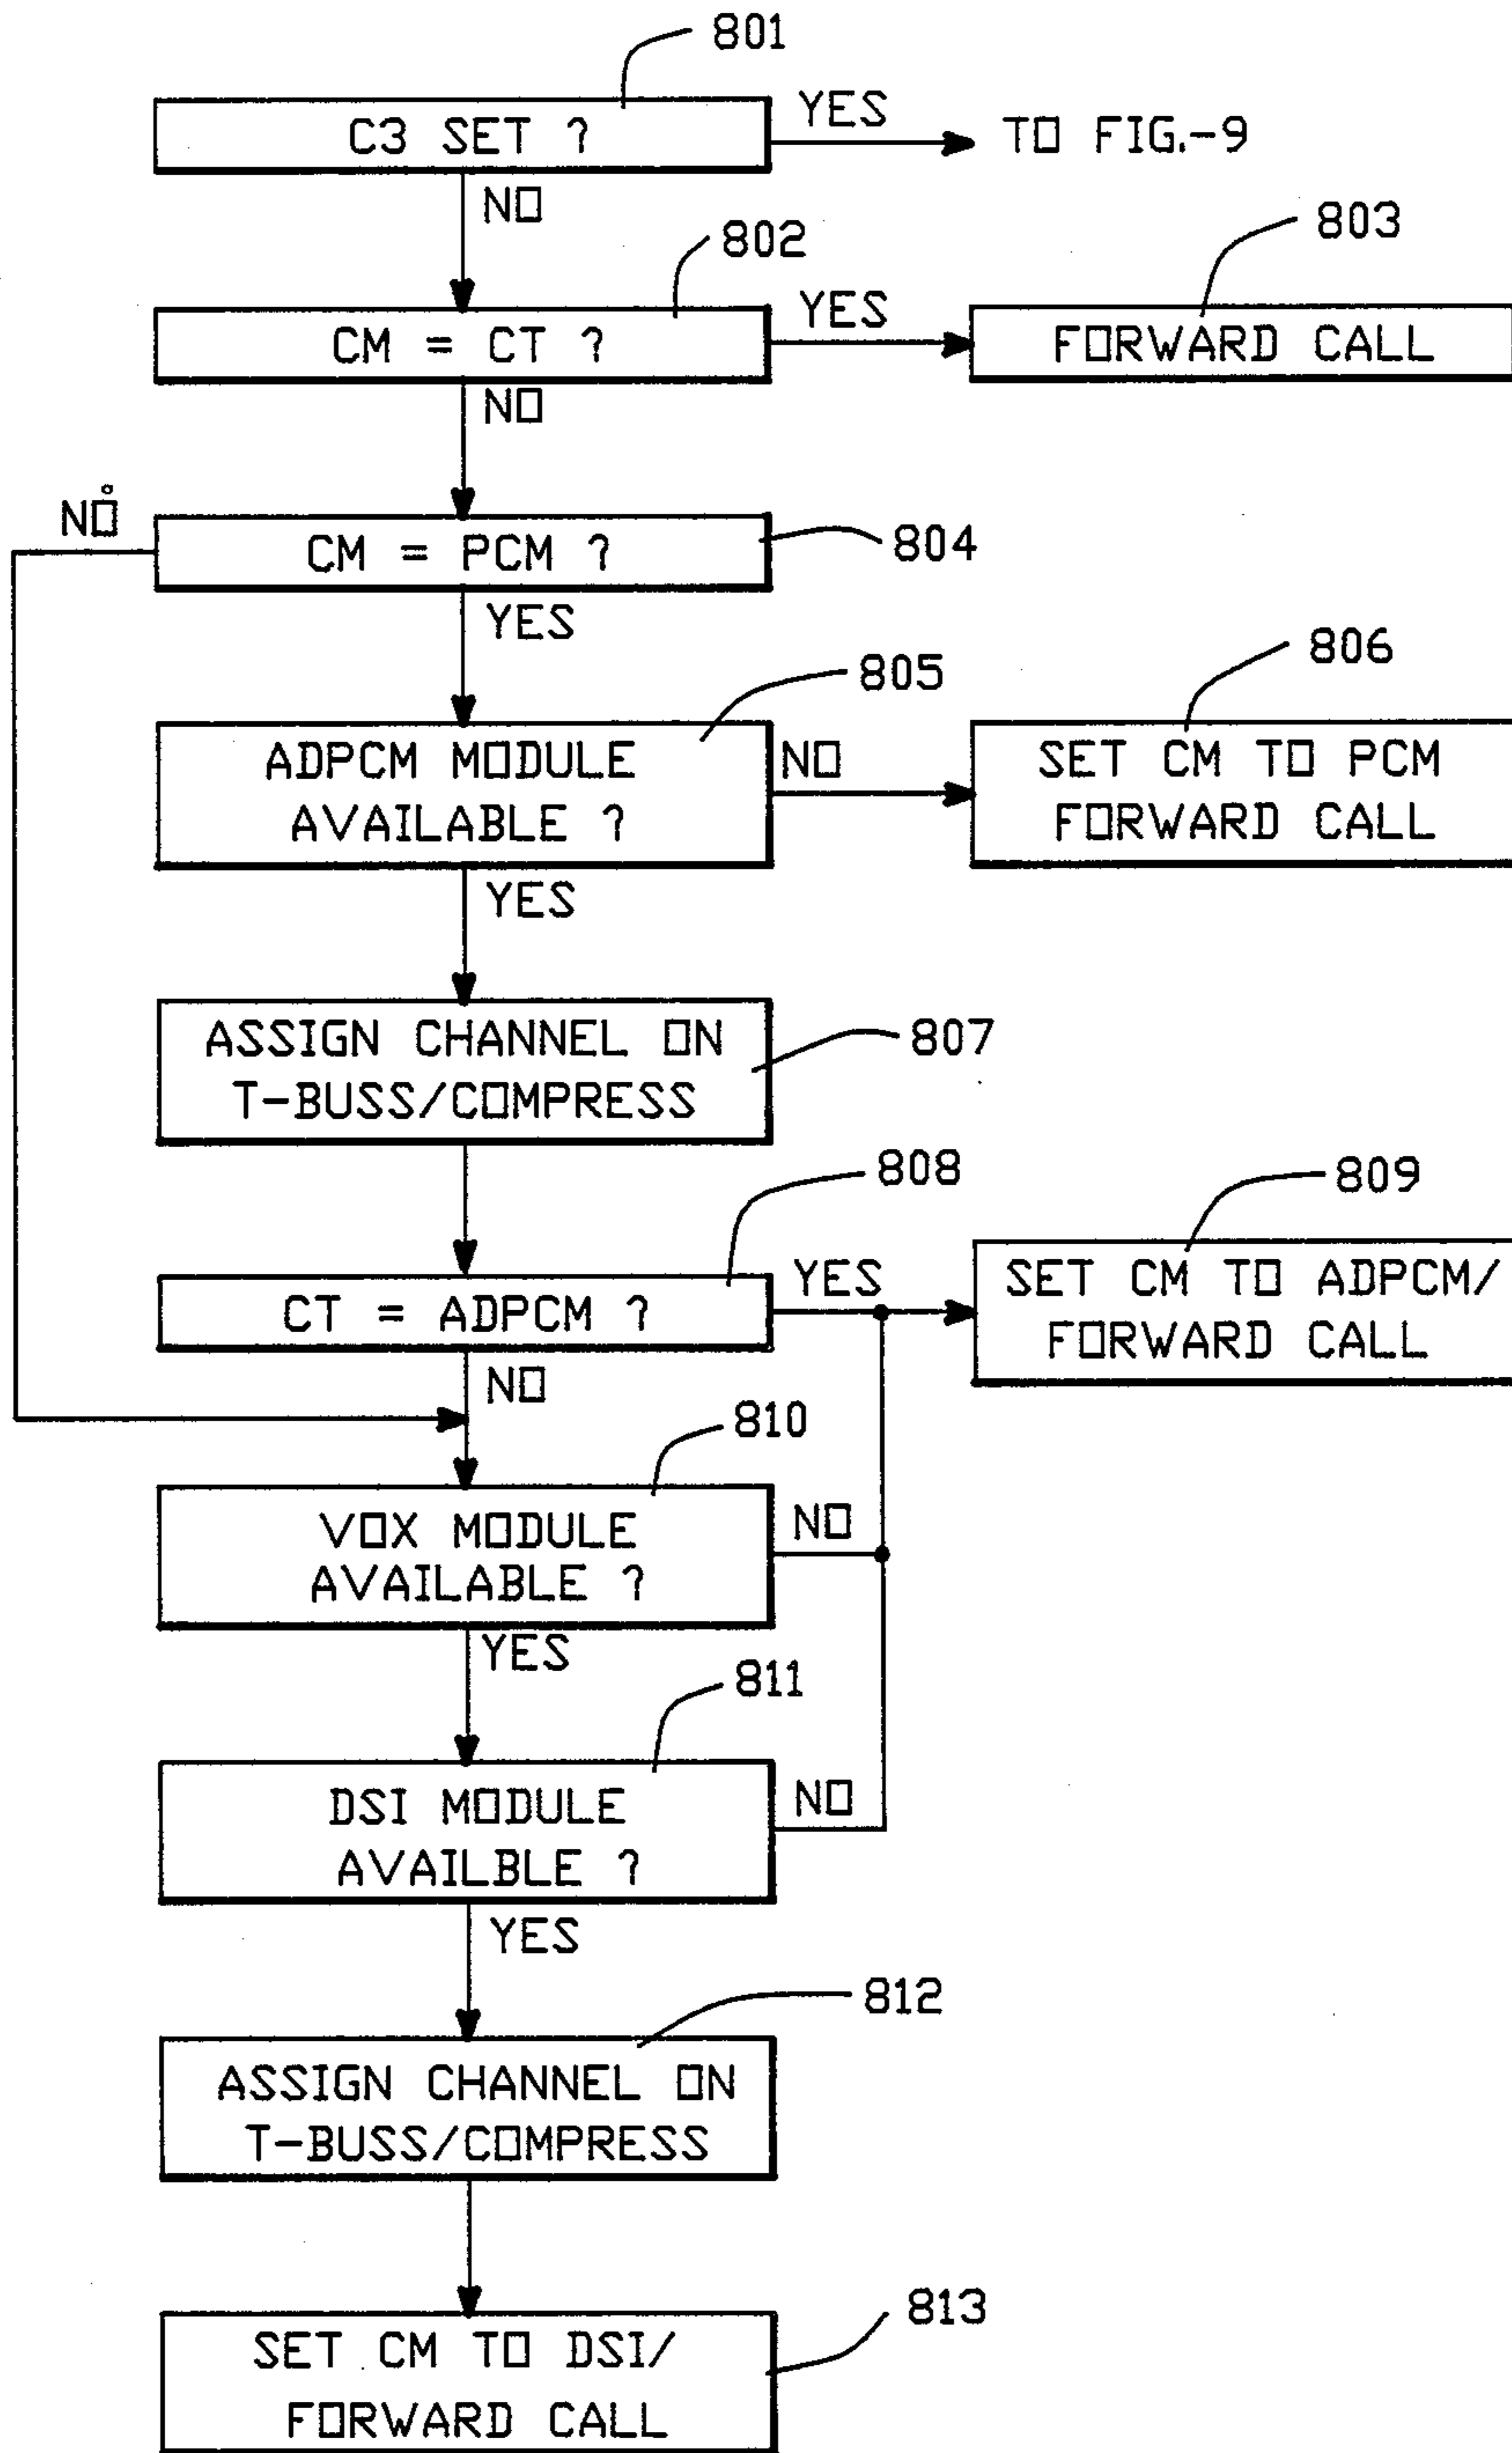 801
C3 SET ?
YES
TO FIG.-9
NO
802
803
CM = CT ?
YES
FORWARD CALL
NO
NO
CM = PCM ?
804
YES
805
806
ADPCM MODULE
AVAILABLE ?
NO
SET CM TO PCM
FORWARD CALL
YES
ASSIGN CHANNEL ON
T-BUSS/COMPRESS
807
808
809
CT = ADPCM ?
YES
SET CM TO ADPCM/
FORWARD CALL
NO
810
VOX MODULE
AVAILABLE ?
NO
YES
811
DSI MODULE
AVAILBLE ?
NO
YES
812
ASSIGN CHANNEL ON
T-BUSS/COMPRESS
813
SET CM TO DSI/
FORWARD CALL